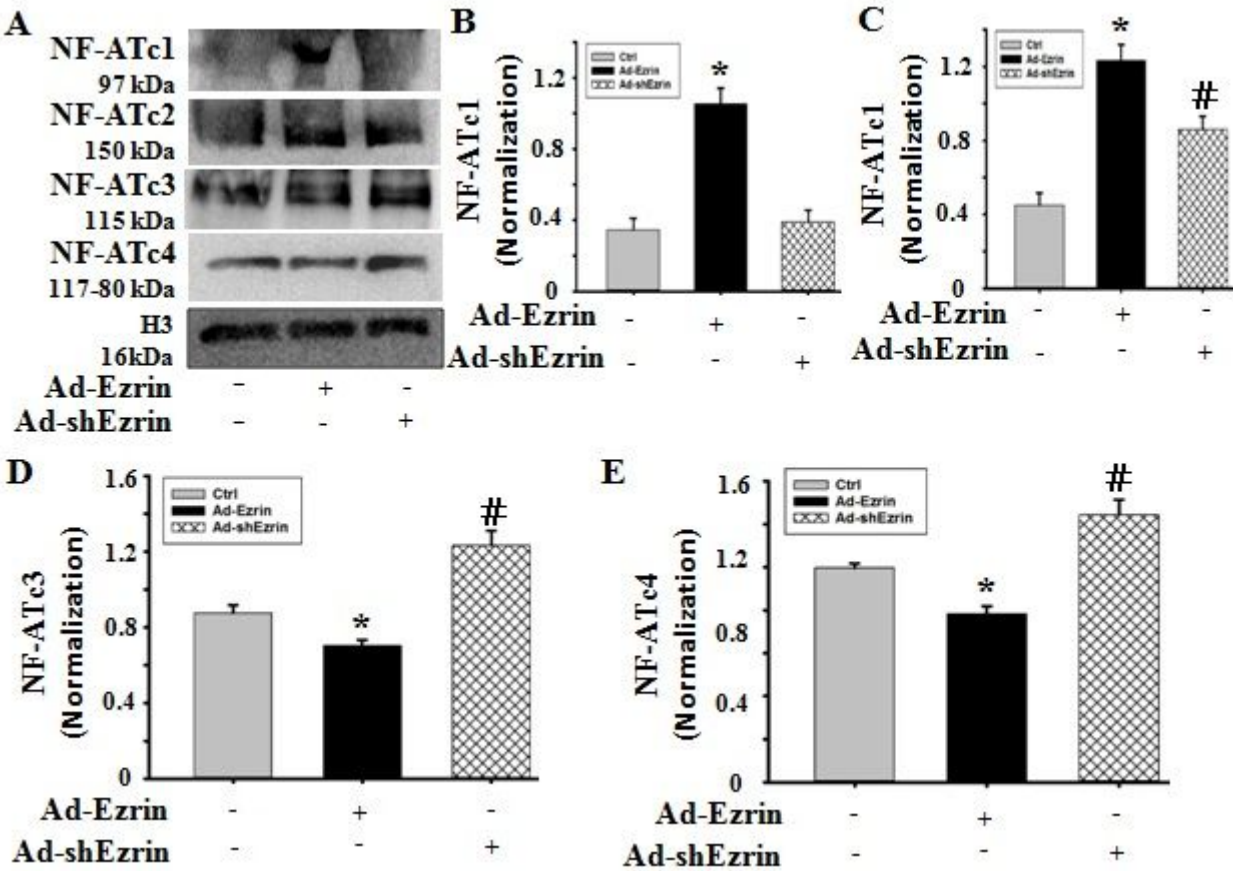 A
NF-ATc1
97 kDa
NF-ATc2
150 kDa
NF-ATc3
115 kDa
NF-ATc4
117-80 kDa
H3
16kDa
Ad-Ezrin - + -
Ad-shEzrin - - +
B
NF-ATc1
(Normalization)
1.2
0.8
0.4
0
Ctrl
Ad-Ezrin
Ad-shEzrin
*
Ad-Ezrin - + -
Ad-shEzrin - - +
C
NF-ATc1
(Normalization)
1.2
0.8
0.4
0
Ctrl
Ad-Ezrin
Ad-shEzrin
*
#
Ad-Ezrin - + -
Ad-shEzrin - - +
D
NF-ATc3
(Normalization)
1.6
1.2
0.8
0.4
0
Ctrl
Ad-Ezrin
Ad-shEzrin
*
#
Ad-Ezrin - + -
Ad-shEzrin - - +
E
NF-ATc4
(Normalization)
1.6
1.2
0.8
0.4
0
Ctrl
Ad-Ezrin
Ad-shEzrin
*
#
Ad-Ezrin - + -
Ad-shEzrin - - +